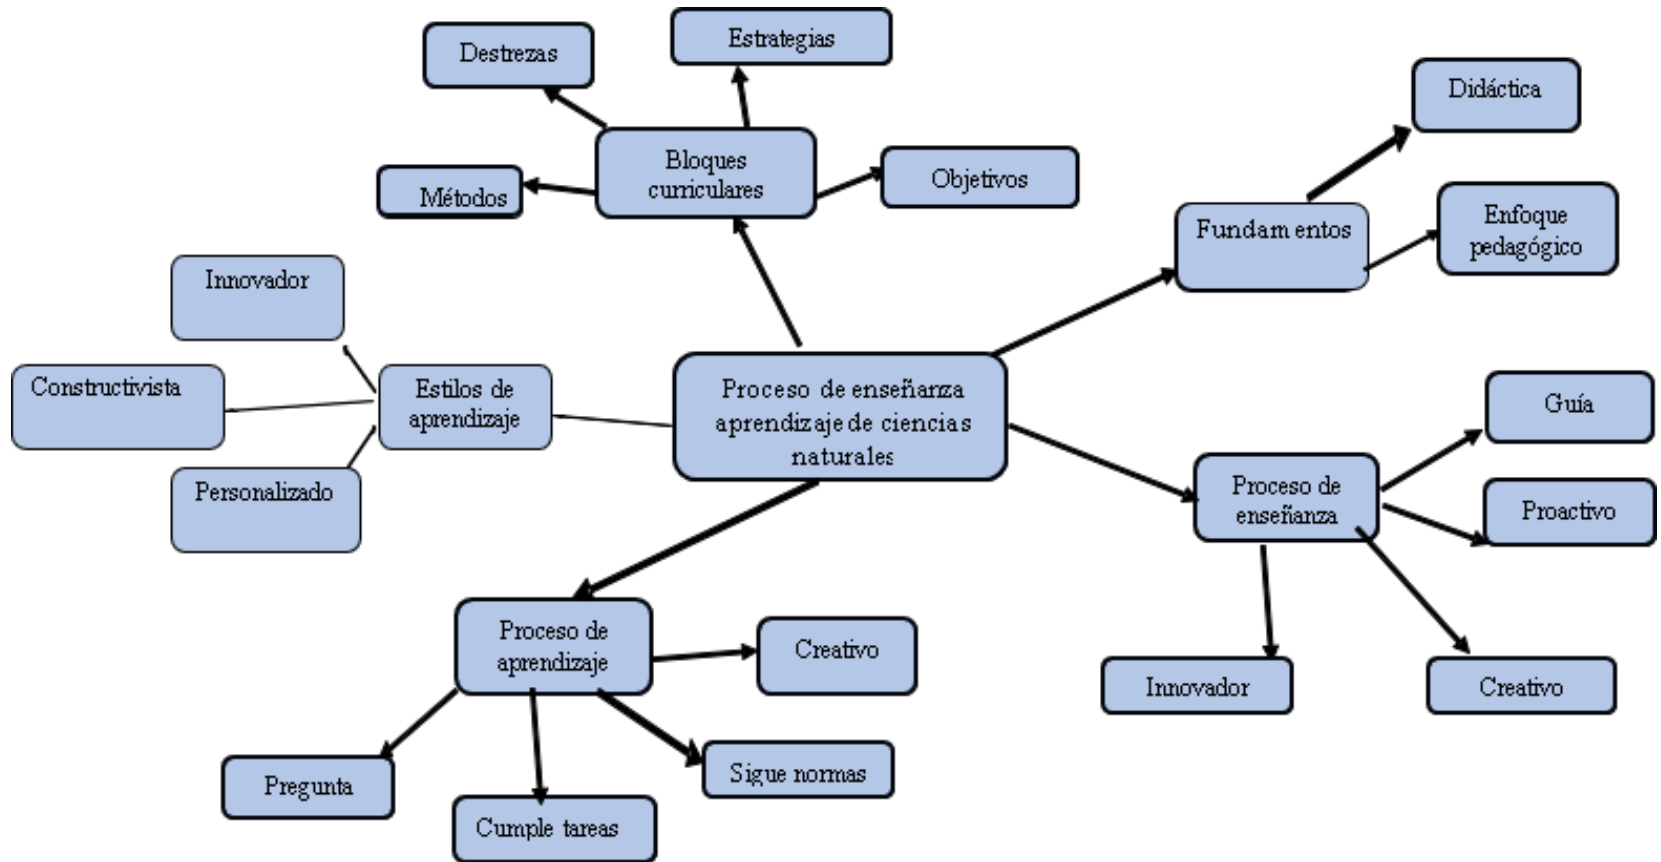 Estrategias
Destrezas
Didáctica
Bloques
curriculares
Objetivos
Métodos
Fundam entos
Enfoque
pedagógico
Innovador
Constructivista
Estilos de
aprendizaje
Proceso de enseñanza
aprendizaje de ciencias
naturales
Guía
Personalizado
Proceso de
enseñanza
Proactivo
Proceso de
aprendizaje
Creativo
Innovador
Creativo
Pregunta
Sigue normas
Cumple tareas